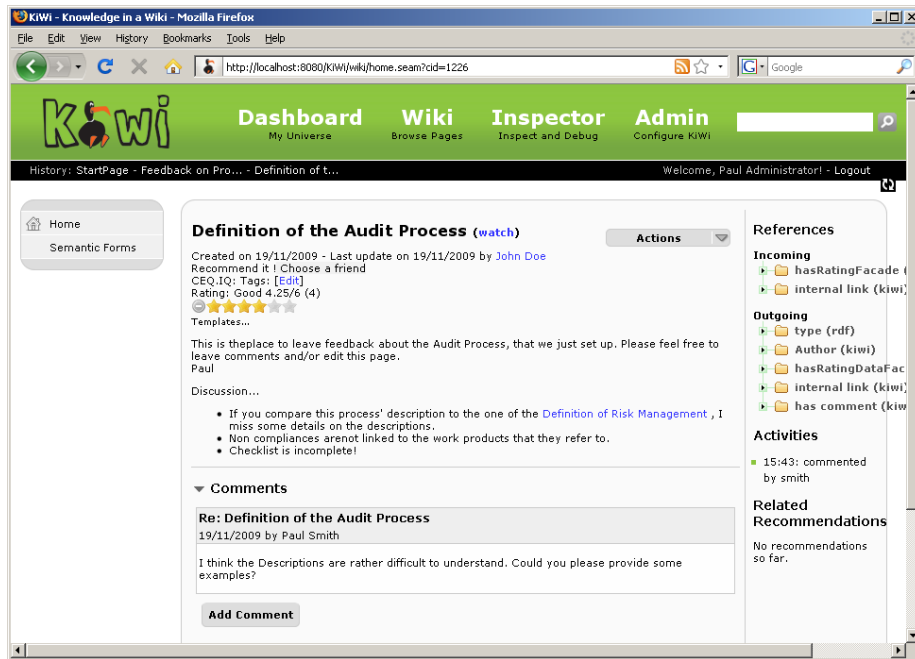 KiWi - Knowledge in a Wiki - Mozilla Firefox
File Edit View History Bookmarks Tools Help
http://localhost:8080/KiWi/wiki/home.seam?cid=1226
G Google
KiWi
Dashboard Wiki Inspector Admin
My Universe Browse Pages Inspect and Debug Configure KiWi
History: StartPage - Feedback on Pro... - Definition of t... Welcome, Paul Administrator! - Logout
Home
Semantic Forms
Definition of the Audit Process (watch)
Actions
Created on 19/11/2009 - Last update on 19/11/2009 by John Doe
Recommend it ! Choose a friend
CEQ.IQ: Tags: [Edit]
Rating: Good 4.25/6 (4)
Templates...
This is theplace to leave feedback about the Audit Process, that we just set up. Please feel free to
leave comments and/or edit this page.
Paul
Discussion...
• If you compare this process' description to the one of the Definition of Risk Management , I
miss some details on the descriptions.
• Non compliances arenot linked to the work products that they refer to.
• Checklist is incomplete!
Comments
Re: Definition of the Audit Process
19/11/2009 by Paul Smith
I think the Descriptions are rather difficult to understand. Could you please provide some
examples?
Add Comment
References
Incoming
hasRatingFacade (
internal link (kiwi)
Outgoing
type (rdf)
Author (kiwi)
hasRatingDataFac
internal link (kiwi)
has comment (kiw
Activities
15:43: commented
by smith
Related
Recommendations
No recommendations
so far.